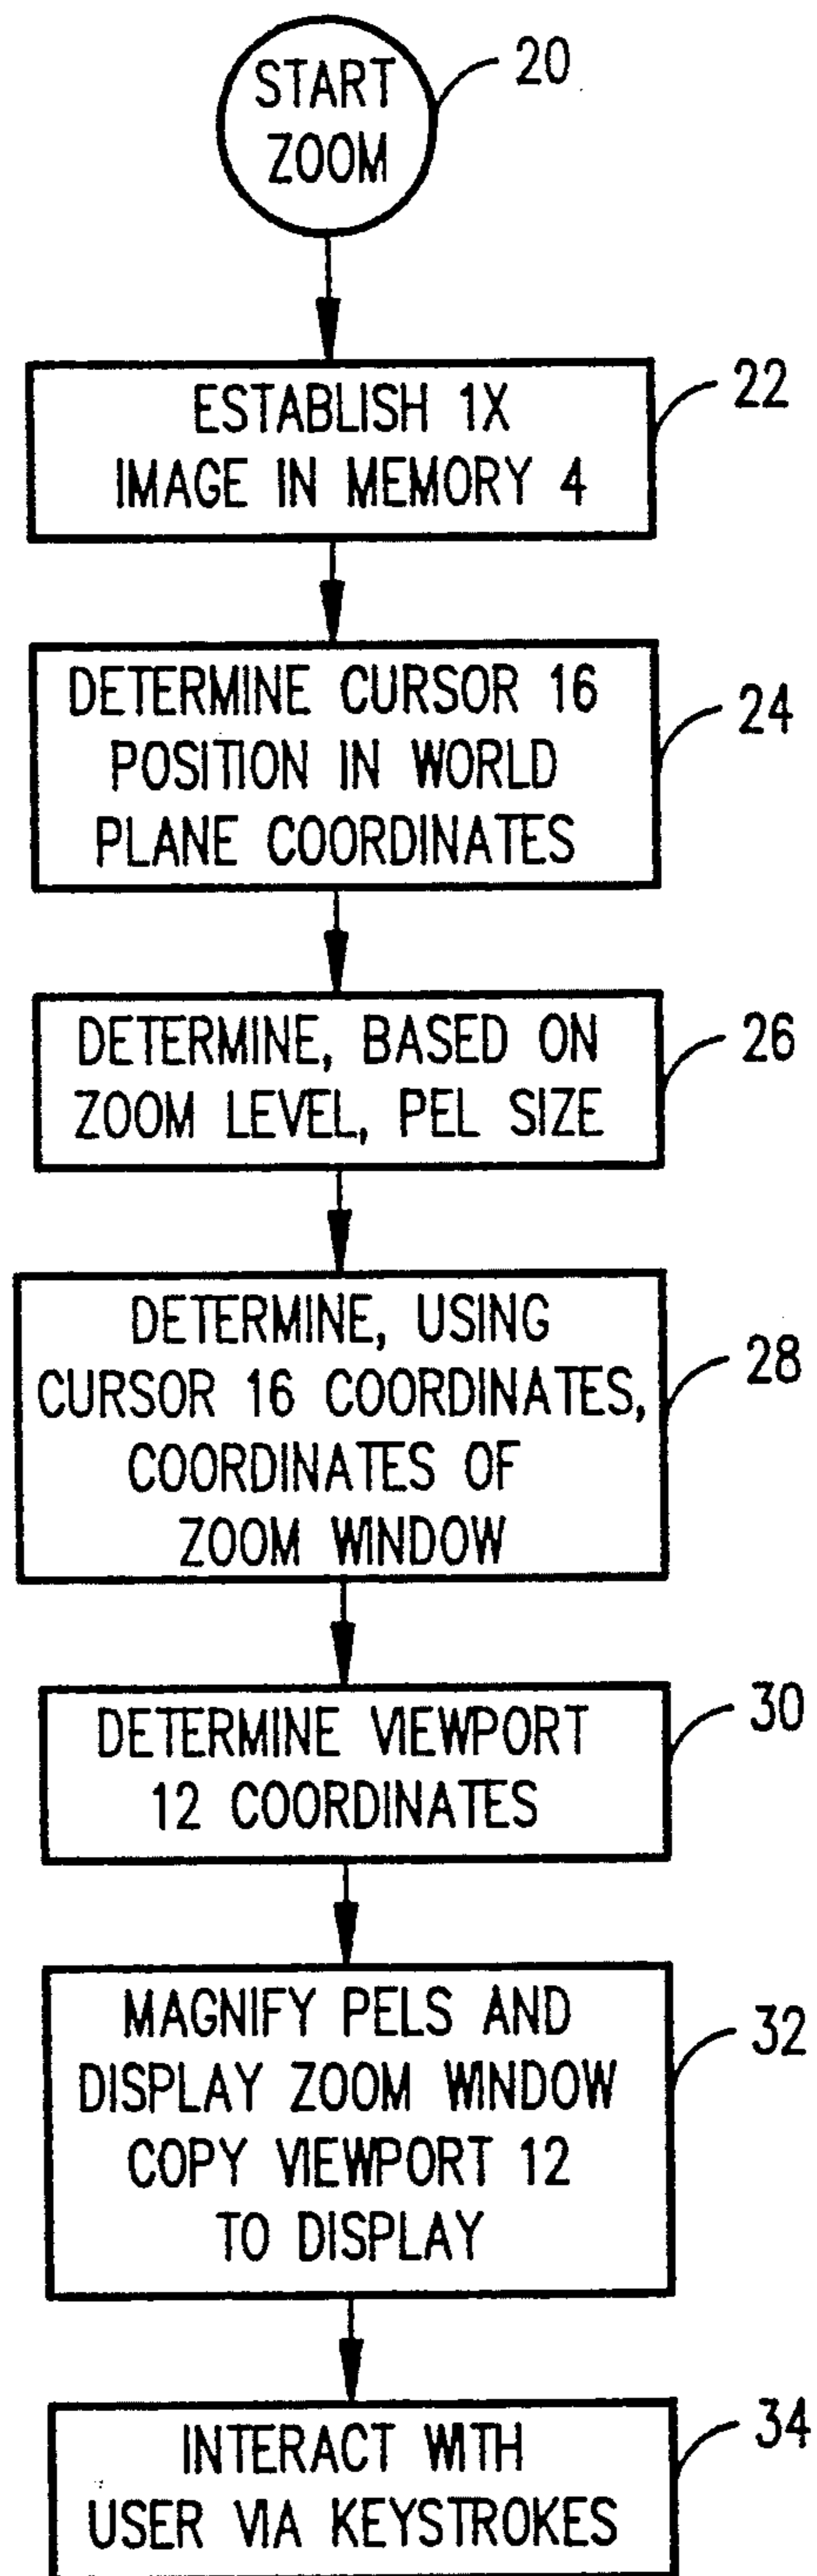 START
ZOOM
20
ESTABLISH 1X
IMAGE IN MEMORY 4
22
DETERMINE CURSOR 16
POSITION IN WORLD
PLANE COORDINATES
24
DETERMINE, BASED ON
ZOOM LEVEL, PEL SIZE
26
DETERMINE, USING
CURSOR 16 COORDINATES,
COORDINATES OF
ZOOM WINDOW
28
DETERMINE VIEWPORT
12 COORDINATES
30
MAGNIFY PELS AND
DISPLAY ZOOM WINDOW
COPY VIEWPORT 12
TO DISPLAY
32
INTERACT WITH
USER VIA KEYSTROKES
34